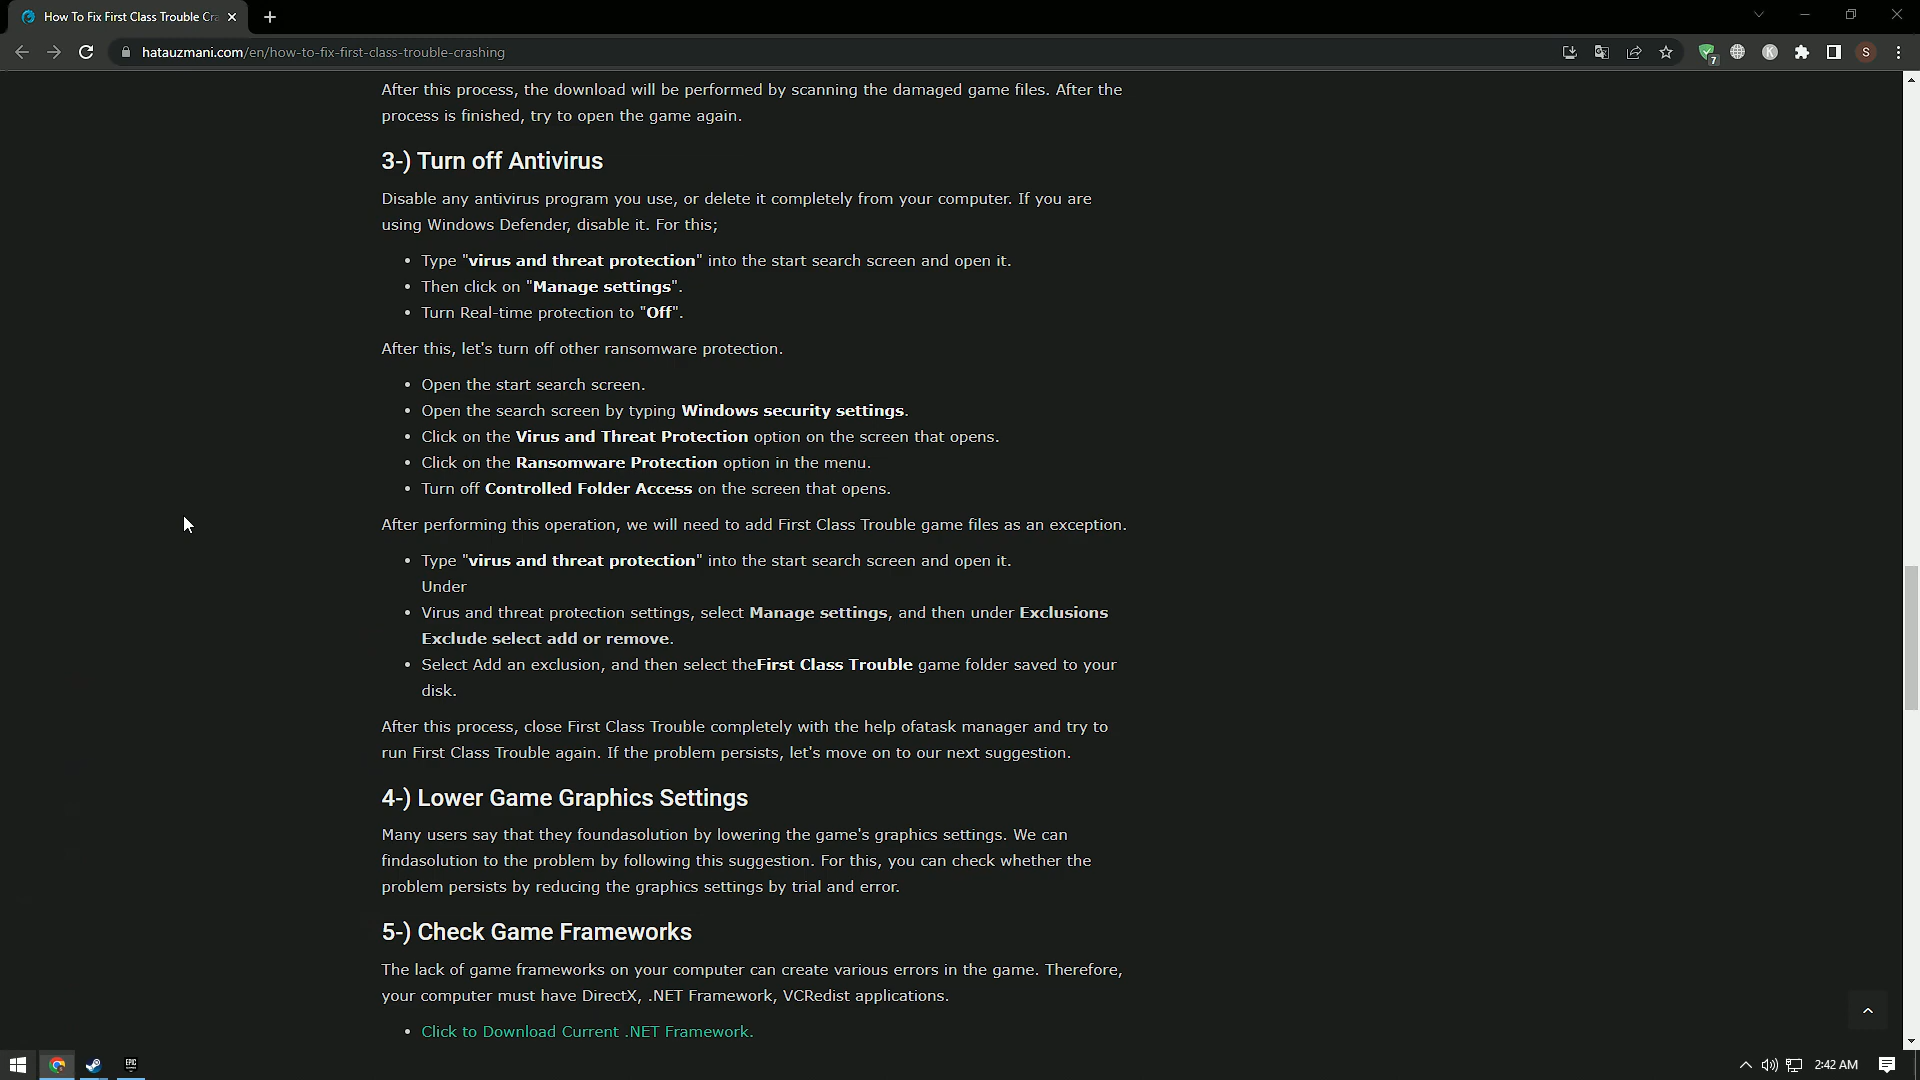 How To Fix First Class Trouble Cra
hatauzmani.com/en/how-to-fix-first-class-trouble-crashing
7
K
S
After this process, the download will be performed by scanning the damaged game files. After the
process is finished, try to open the game again.
3-) Turn off Antivirus
Disable any antivirus program you use, or delete it completely from your computer. If you are
using Windows Defender, disable it. For this;
• Type "virus and threat protection" into the start search screen and open it.
• Then click on "Manage settings".
• Turn Real-time protection to "Off".
After this, let's turn off other ransomware protection.
• Open the start search screen.
• Open the search screen by typing Windows security settings.
• Click on the Virus and Threat Protection option on the screen that opens.
• Click on the Ransomware Protection option in the menu.
• Turn off Controlled Folder Access on the screen that opens.
After performing this operation, we will need to add First Class Trouble game files as an exception.
• Type "virus and threat protection" into the start search screen and open it.
Under
• Virus and threat protection settings, select Manage settings, and then under Exclusions
Exclude select add or remove.
• Select Add an exclusion, and then select theFirst Class Trouble game folder saved to your
disk.
After this process, close First Class Trouble completely with the help ofatask manager and try to
run First Class Trouble again. If the problem persists, let's move on to our next suggestion.
4-) Lower Game Graphics Settings
Many users say that they foundasolution by lowering the game's graphics settings. We can
findasolution to the problem by following this suggestion. For this, you can check whether the
problem persists by reducing the graphics settings by trial and error.
5-) Check Game Frameworks
The lack of game frameworks on your computer can create various errors in the game. Therefore,
your computer must have DirectX, .NET Framework, VCRedist applications.
• Click to Download Current .NET Framework.
EPIC
2:42 AM